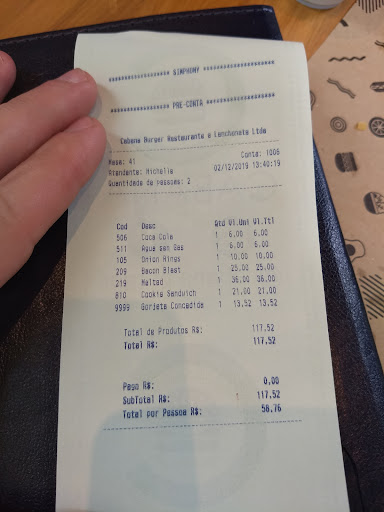 ****************** SIMPHONY ********************
****************** PRE-CONTA ********************
Cabana Burger Restaurante e Lanchonete Ltda
Mesa: 41 Conta: 1006
Atendente: Michelle 02/12/2019 13:40:19
Quantidade de pessoas: 2
Cod Desc Qtd Vl.Uni Vl.Ttl
506 Coca Cola 1 6,00 6,00
511 Agua sem Gas 1 6,00 6,00
105 Onion Rings 1 10,00 10,00
209 Bacon Blast 1 25,00 25,00
219 Malted 1 36,00 36,00
810 Cookie Sandwich 1 21,00 21,00
9999 Gorjeta Concedida 1 13,52 13,52
Total de Produtos R$: 117,52
Total R$: 117,52
Pago R$: 0,00
SubTotal R$: 117,52
Total por Pessoa R$: 58,76